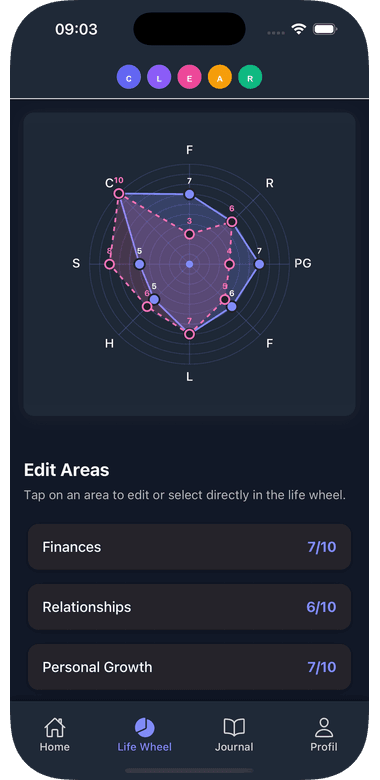 09:03
C L E A R
F
C 10 7 R
3 6
S 8 5 4 7 PG
6 5 5 6
H 7 F
L
Edit Areas
Tap on an area to edit or select directly in the life wheel.
Finances 7/10
Relationships 6/10
Personal Growth 7/10
Home Life Wheel Journal Profil